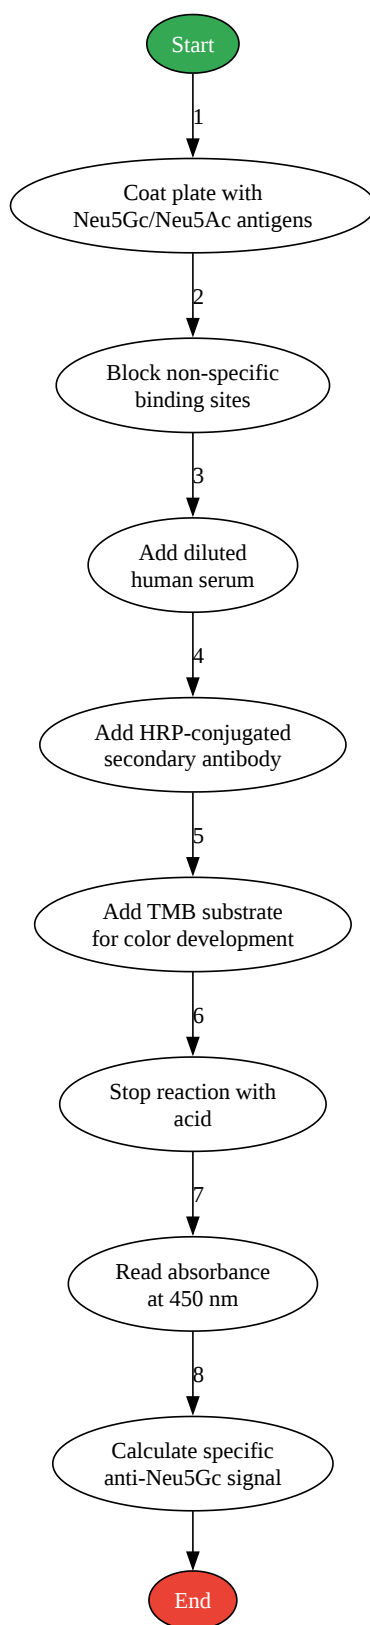 Start
1
Coat plate with
Neu5Gc/Neu5Ac antigens
2
Block non-specific
binding sites
3
Add diluted
human serum
4
Add HRP-conjugated
secondary antibody
5
Add TMB substrate
for color development
6
Stop reaction with
acid
7
Read absorbance
at 450 nm
8
Calculate specific
anti-Neu5Gc signal
End